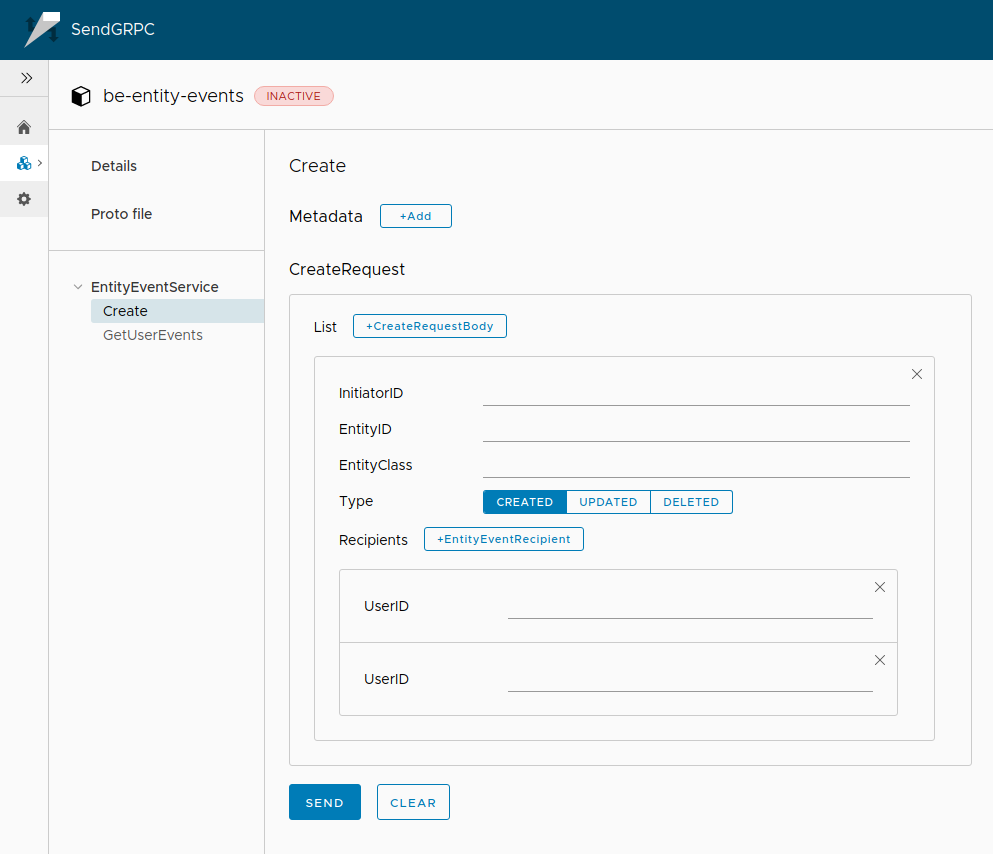 SendGRPC
be-entity-events INACTIVE
Details
Proto file
EntityEventService
Create
GetUserEvents
Create
Metadata +Add
CreateRequest
List +CreateRequestBody
InitiatorID
EntityID
EntityClass
Type CREATED UPDATED DELETED
Recipients +EntityEventRecipient
UserID
UserID
SEND CLEAR